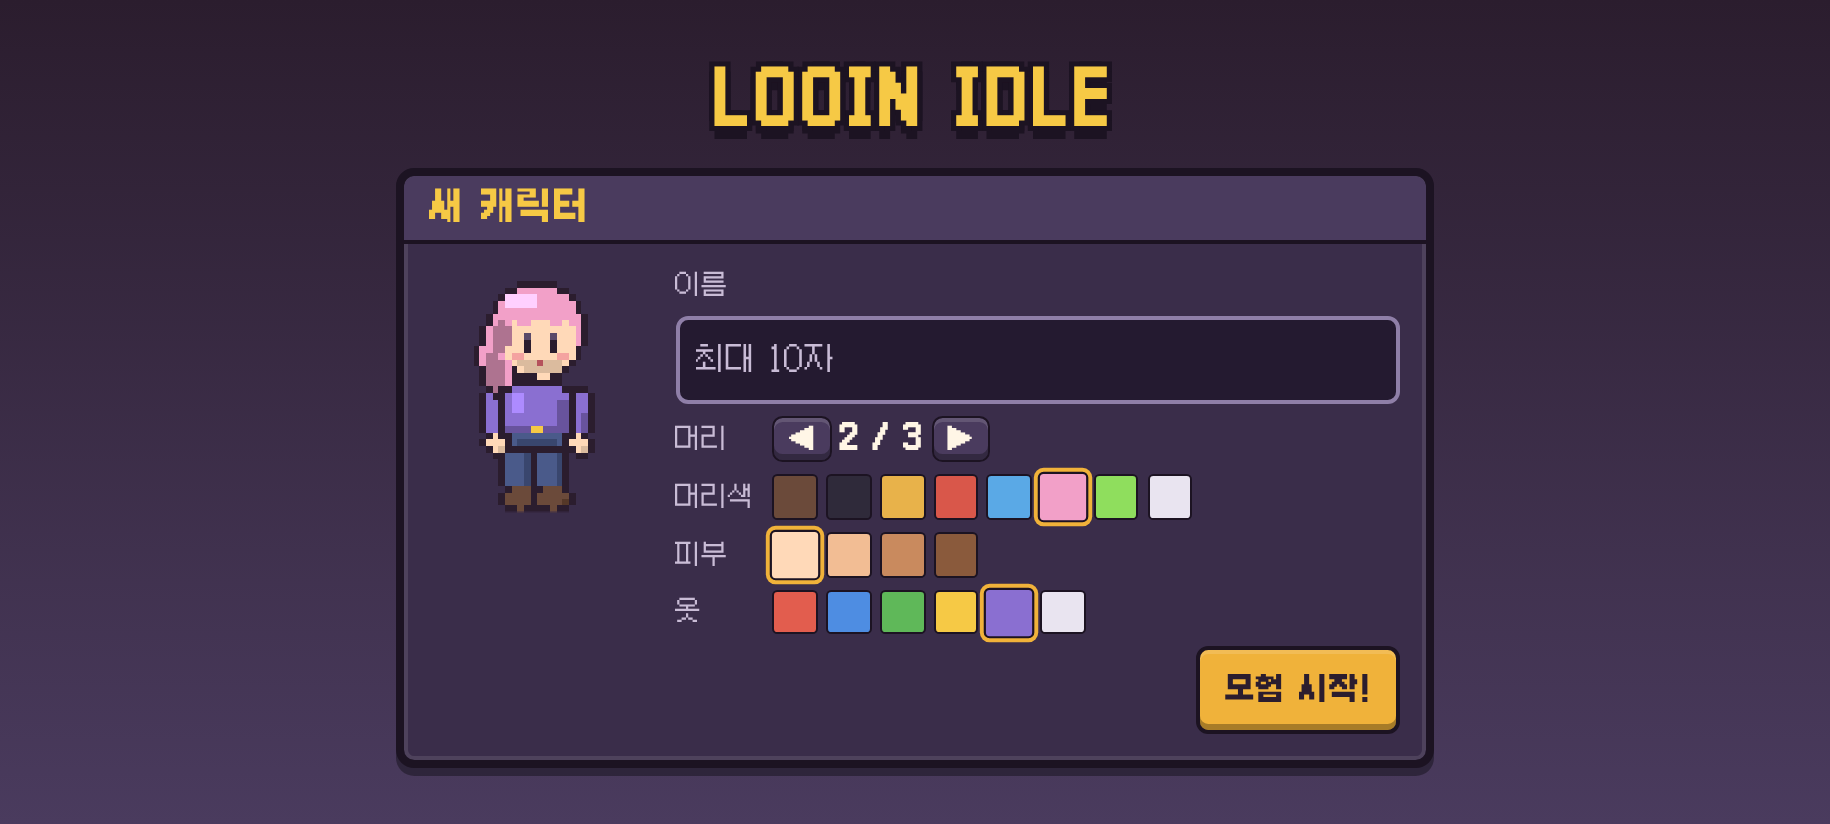 LOOIN IDLE
새 캐릭터
이름
최대 10자
머리 ◀ 2 / 3 ▶
머리색
피부
옷
모험 시작!